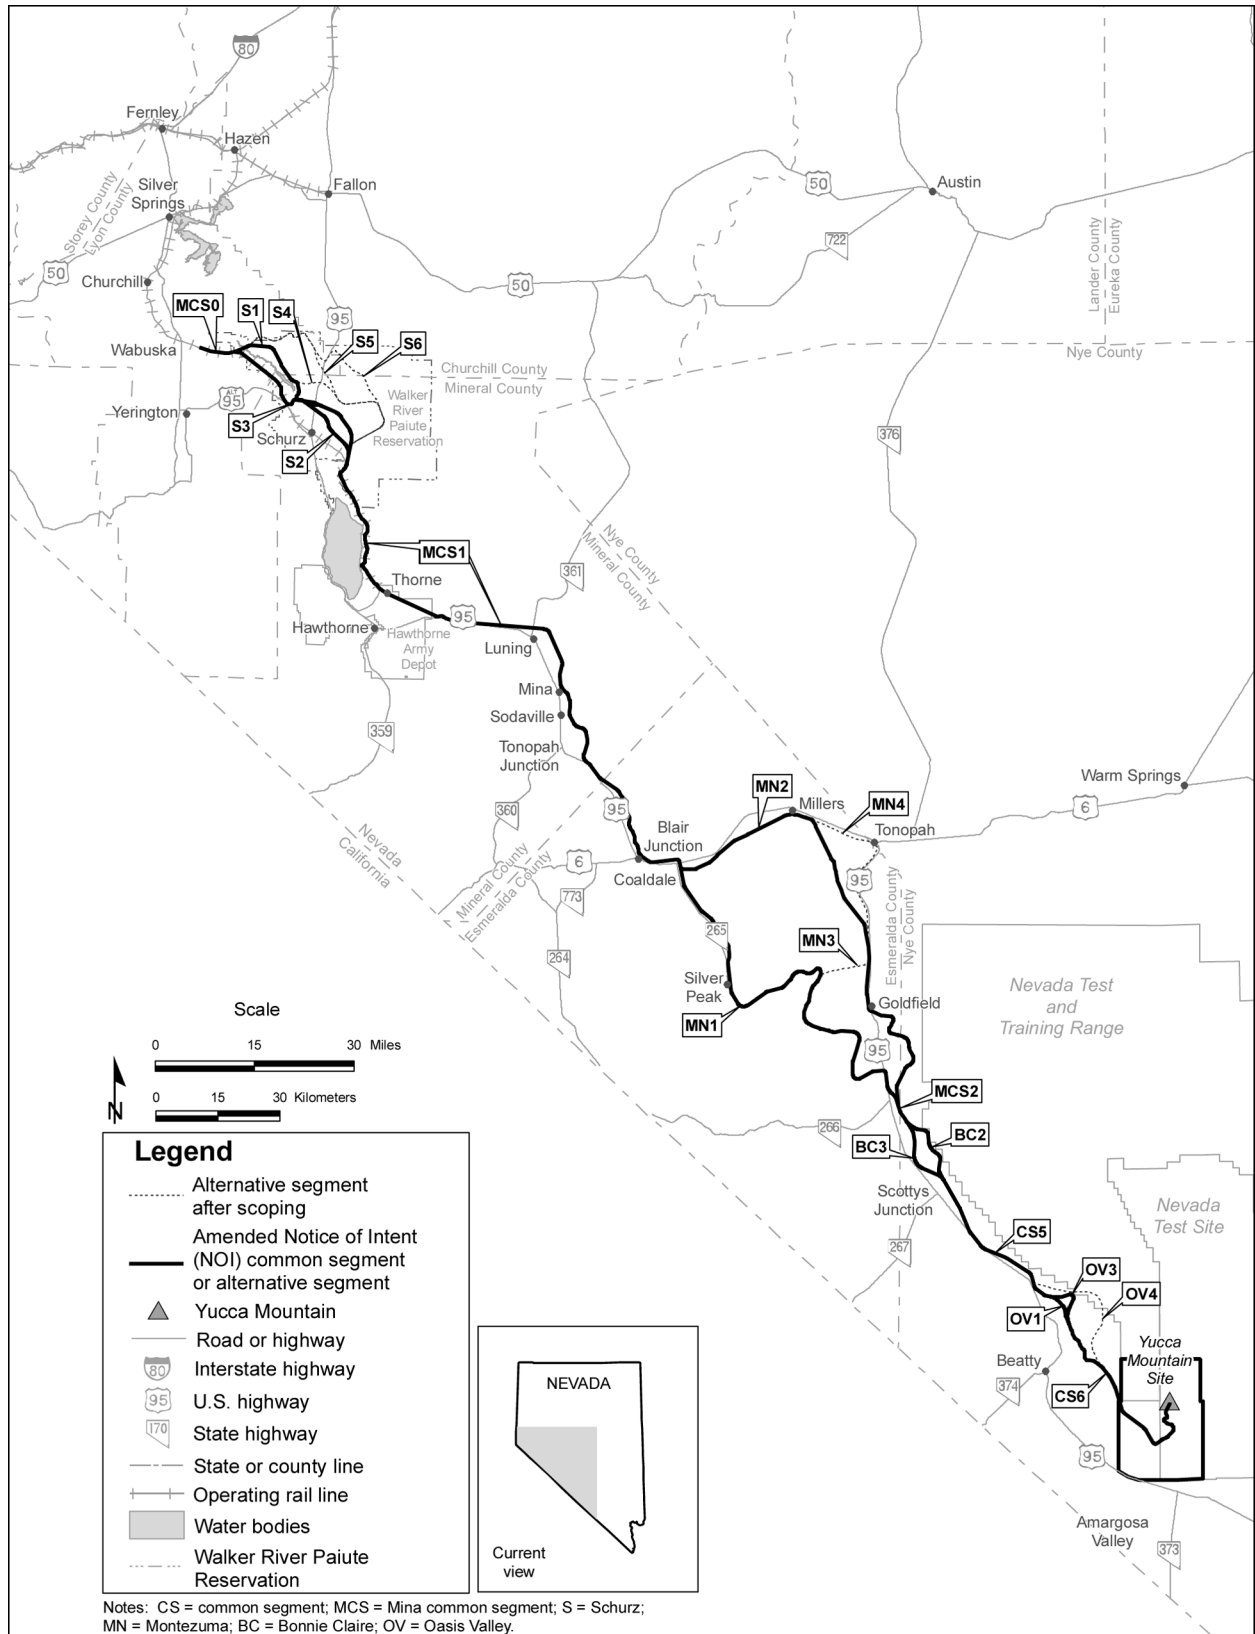 80
Fernley
Hazen
Silver
Springs
Fallon
50
Austin
Storey County
Lyon County
722
Lander County
Eureka County
50
Churchill
50
MCS0
S1
S4
95
S5
S6
Wabuska
Nye County
Churchill County
Mineral County
ALT
95
Yerington
Walker
River
Paiute
Reservation
S3
Schurz
376
S2
Nye County
Mineral County
MCS1
361
Thorne
95
Hawthorne
Hawthorne
Army
Depot
Luning
Mina
Sodaville
359
Tonopah
Junction
Warm Springs
MN2
Millers
MN4
6
360
95
Blair
Junction
Tonopah
Nevada
California
6
Coaldale
95
Mineral County
Esmeralda County
773
Esmeralda County
Nye County
265
MN3
264
Silver
Peak
Nevada Test
and
Training Range
Goldfield
MN1
Scale
0 15 30 Miles
95
0 15 30 Kilometers
N
MCS2
266
BC2
BC3
Legend
Alternative segment
after scoping
Amended Notice of Intent
(NOI) common segment
or alternative segment
Yucca Mountain
Road or highway
80
Interstate highway
95
U.S. highway
170
State highway
State or county line
Operating rail line
Water bodies
Walker River Paiute
Reservation
Scottys
Junction
Nevada
Test Site
267
CS5
OV3
OV4
OV1
Yucca
Mountain
Site
Beatty
374
CS6
95
NEVADA
Current
view
Amargosa
Valley
373
Notes: CS = common segment; MCS = Mina common segment; S = Schurz;
MN = Montezuma; BC = Bonnie Claire; OV = Oasis Valley.